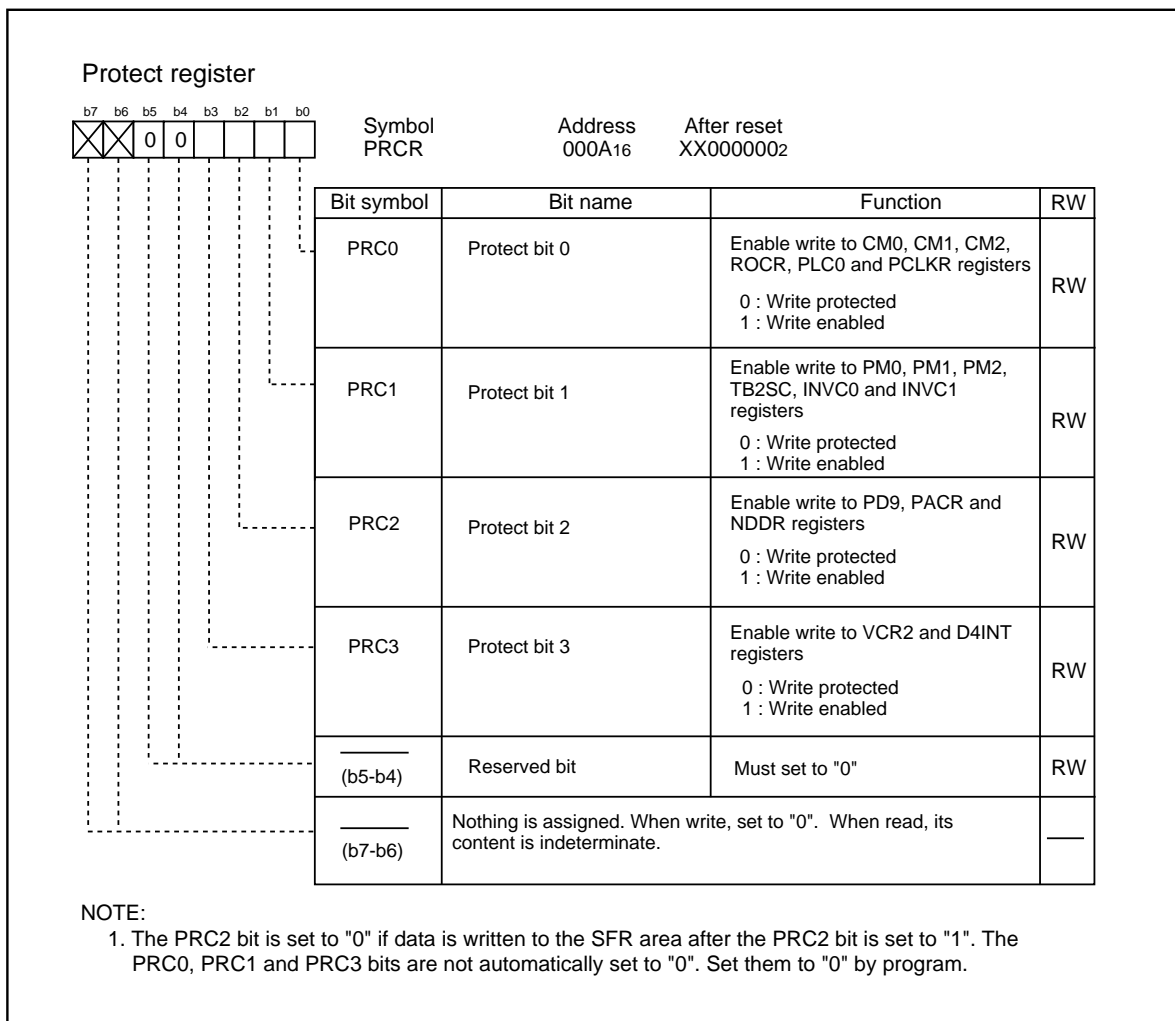 Protect register
b7 b6 b5 b4 b3 b2 b1 b0
0 0
Symbol Address After reset
PRCR 000A16 XX0000002
Bit symbol Bit name Function RW
PRC0 Protect bit 0 Enable write to CM0, CM1, CM2,
ROCR, PLC0 and PCLKR registers
0 : Write protected
1 : Write enabled
RW
PRC1 Protect bit 1 Enable write to PM0, PM1, PM2,
TB2SC, INVC0 and INVC1
registers
0 : Write protected
1 : Write enabled
RW
PRC2 Protect bit 2 Enable write to PD9, PACR and
NDDR registers
0 : Write protected
1 : Write enabled
RW
PRC3 Protect bit 3 Enable write to VCR2 and D4INT
registers
0 : Write protected
1 : Write enabled
RW
(b5-b4) Reserved bit Must set to "0" RW
(b7-b6) Nothing is assigned. When write, set to "0". When read, its
content is indeterminate.
NOTE:
1. The PRC2 bit is set to "0" if data is written to the SFR area after the PRC2 bit is set to "1". The
PRC0, PRC1 and PRC3 bits are not automatically set to "0". Set them to "0" by program.